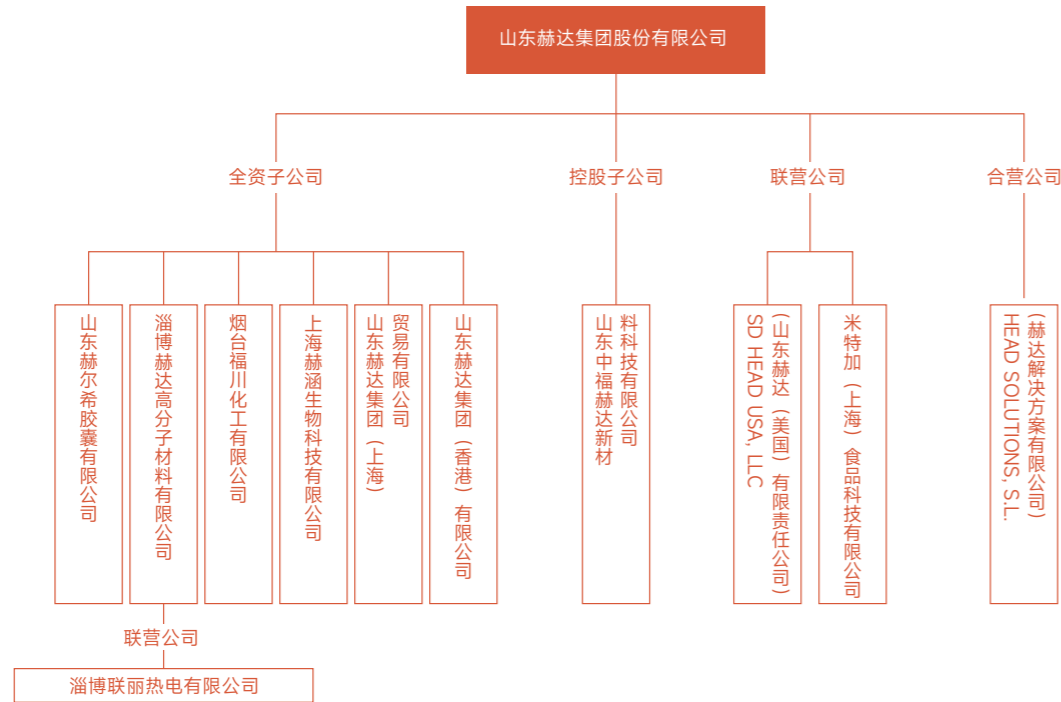 山东赫达集团股份有限公司
全资子公司
控股子公司
联营公司
合营公司
山东赫尔希胶囊有限公司
淄博赫达高分子材料有限公司
烟台福川化工有限公司
上海赫涵生物科技有限公司
山东赫达集团（上海）
贸易有限公司
山东赫达集团（香港）有限公司
山东中福赫达新材
料科技有限公司
SD HEAD USA, LLC
(山东赫达（美国）有限责任公司)
米特加（上海）食品科技有限公司
HEAD SOLUTIONS, S.L.
(赫达解决方案有限公司)
联营公司
淄博联丽热电有限公司